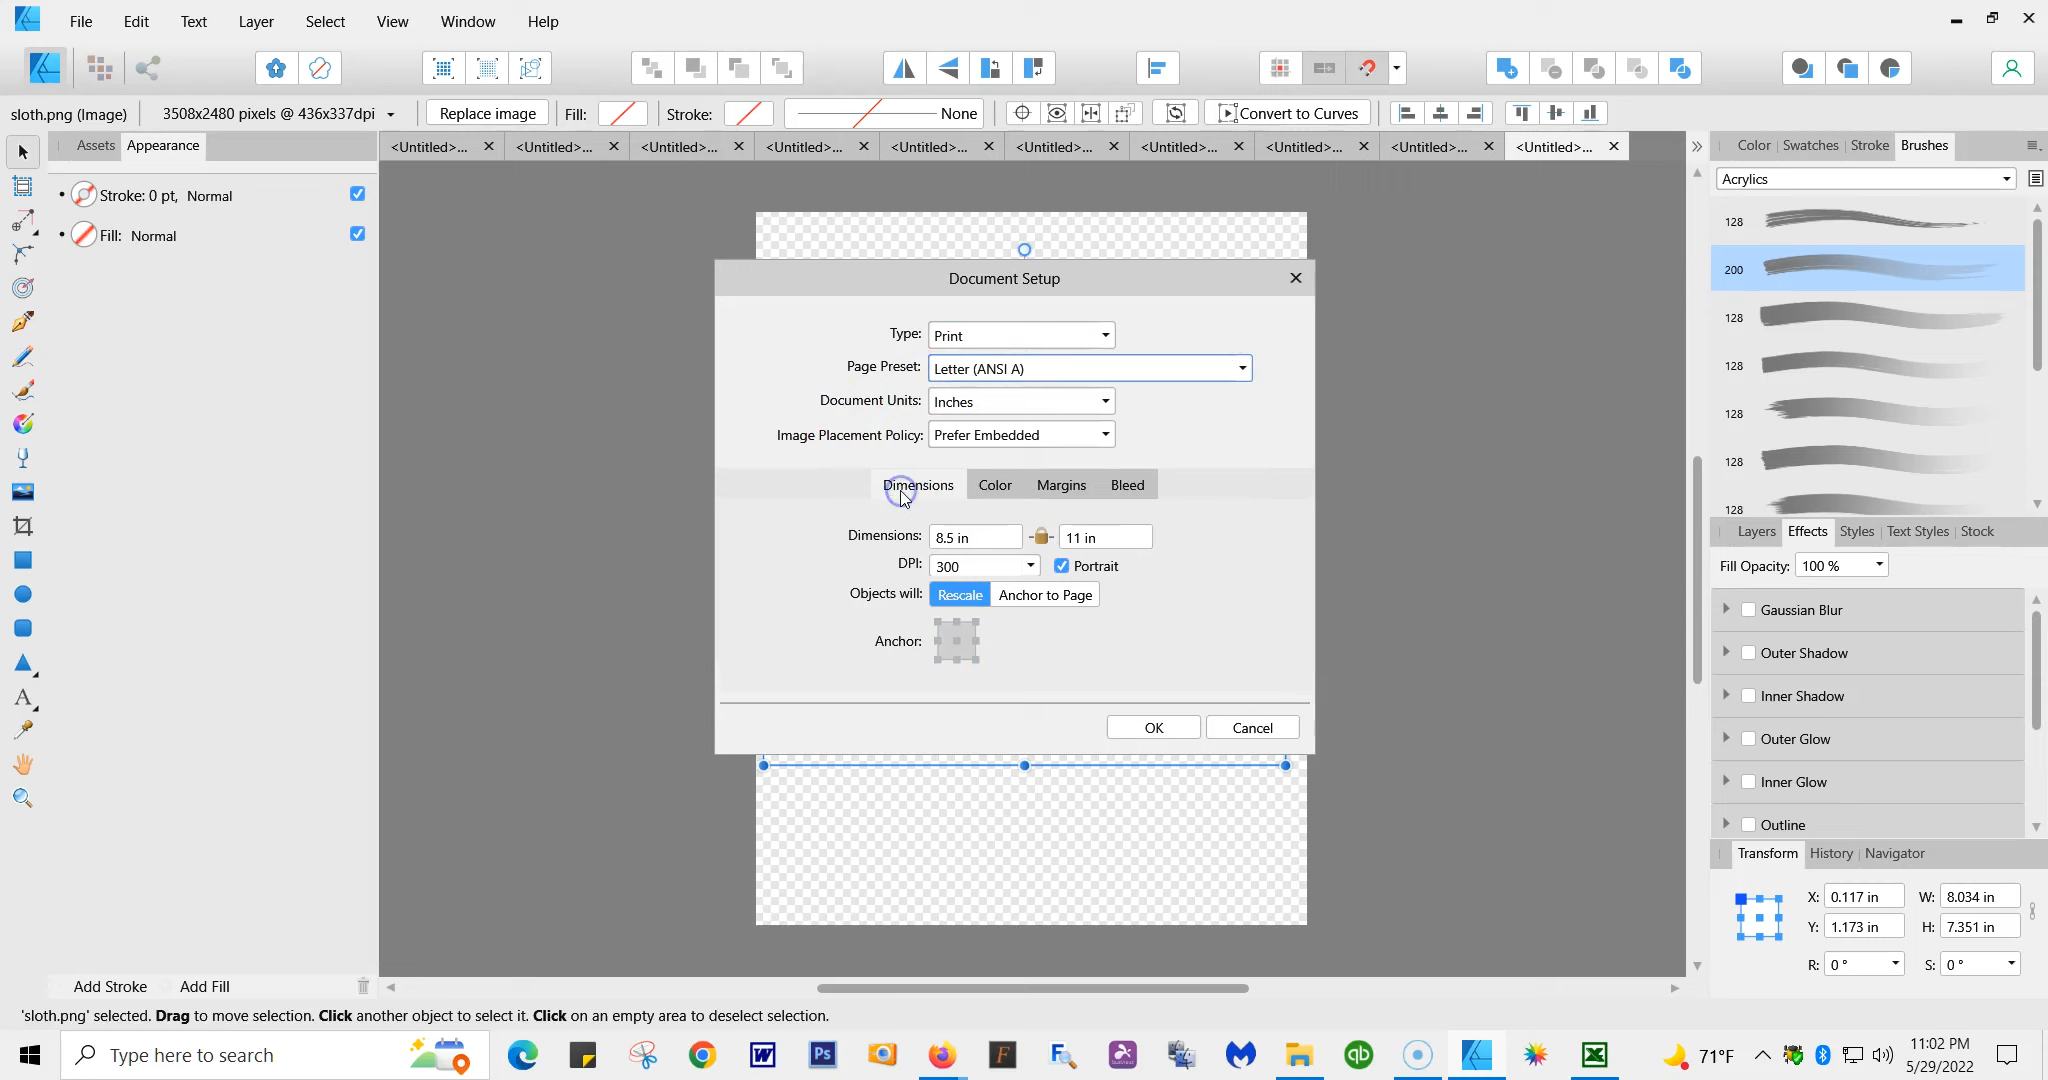 File Edit Text Layer Select View Window Help
sloth.png (Image) 3508x2480 pixels @ 436x337dpi Replace image Fill: Stroke: None Convert to Curves
Assets Appearance
<Untitled>... <Untitled>... <Untitled>... <Untitled>... <Untitled>... <Untitled>... <Untitled>... <Untitled>... <Untitled>... <Untitled>...
Color Swatches Stroke Brushes
Acrylics
Stroke: 0 pt, Normal
Fill: Normal
128
200
128
128
128
128
128
Document Setup
Type: Print
Page Preset: Letter (ANSI A)
Document Units: Inches
Image Placement Policy: Prefer Embedded
Dimensions Color Margins Bleed
Dimensions: 8.5 in 11 in
DPI: 300 Portrait
Objects will: Rescale Anchor to Page
Anchor:
OK Cancel
Layers Effects Styles Text Styles Stock
Fill Opacity: 100 %
Gaussian Blur
Outer Shadow
Inner Shadow
Outer Glow
Inner Glow
Outline
Transform History Navigator
X: 0.117 in W: 8.034 in
Y: 1.173 in H: 7.351 in
R: 0 ° S: 0 °
Add Stroke Add Fill
'sloth.png' selected. Drag to move selection. Click another object to select it. Click on an empty area to deselect selection.
Type here to search
71°F
11:02 PM
5/29/2022